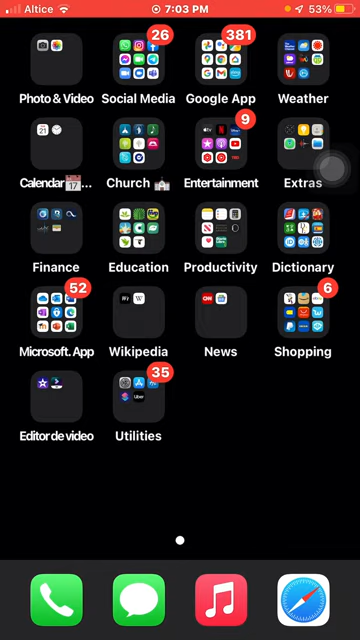 Altice 7:03 PM 53%
26 381
Photo & Video Social Media Google App Weather
9
Calendar 17... Church Entertainment Extras
Finance Education Productivity Dictionary
52 6
Microsoft. App Wikipedia News Shopping
35
Editor de video Utilities